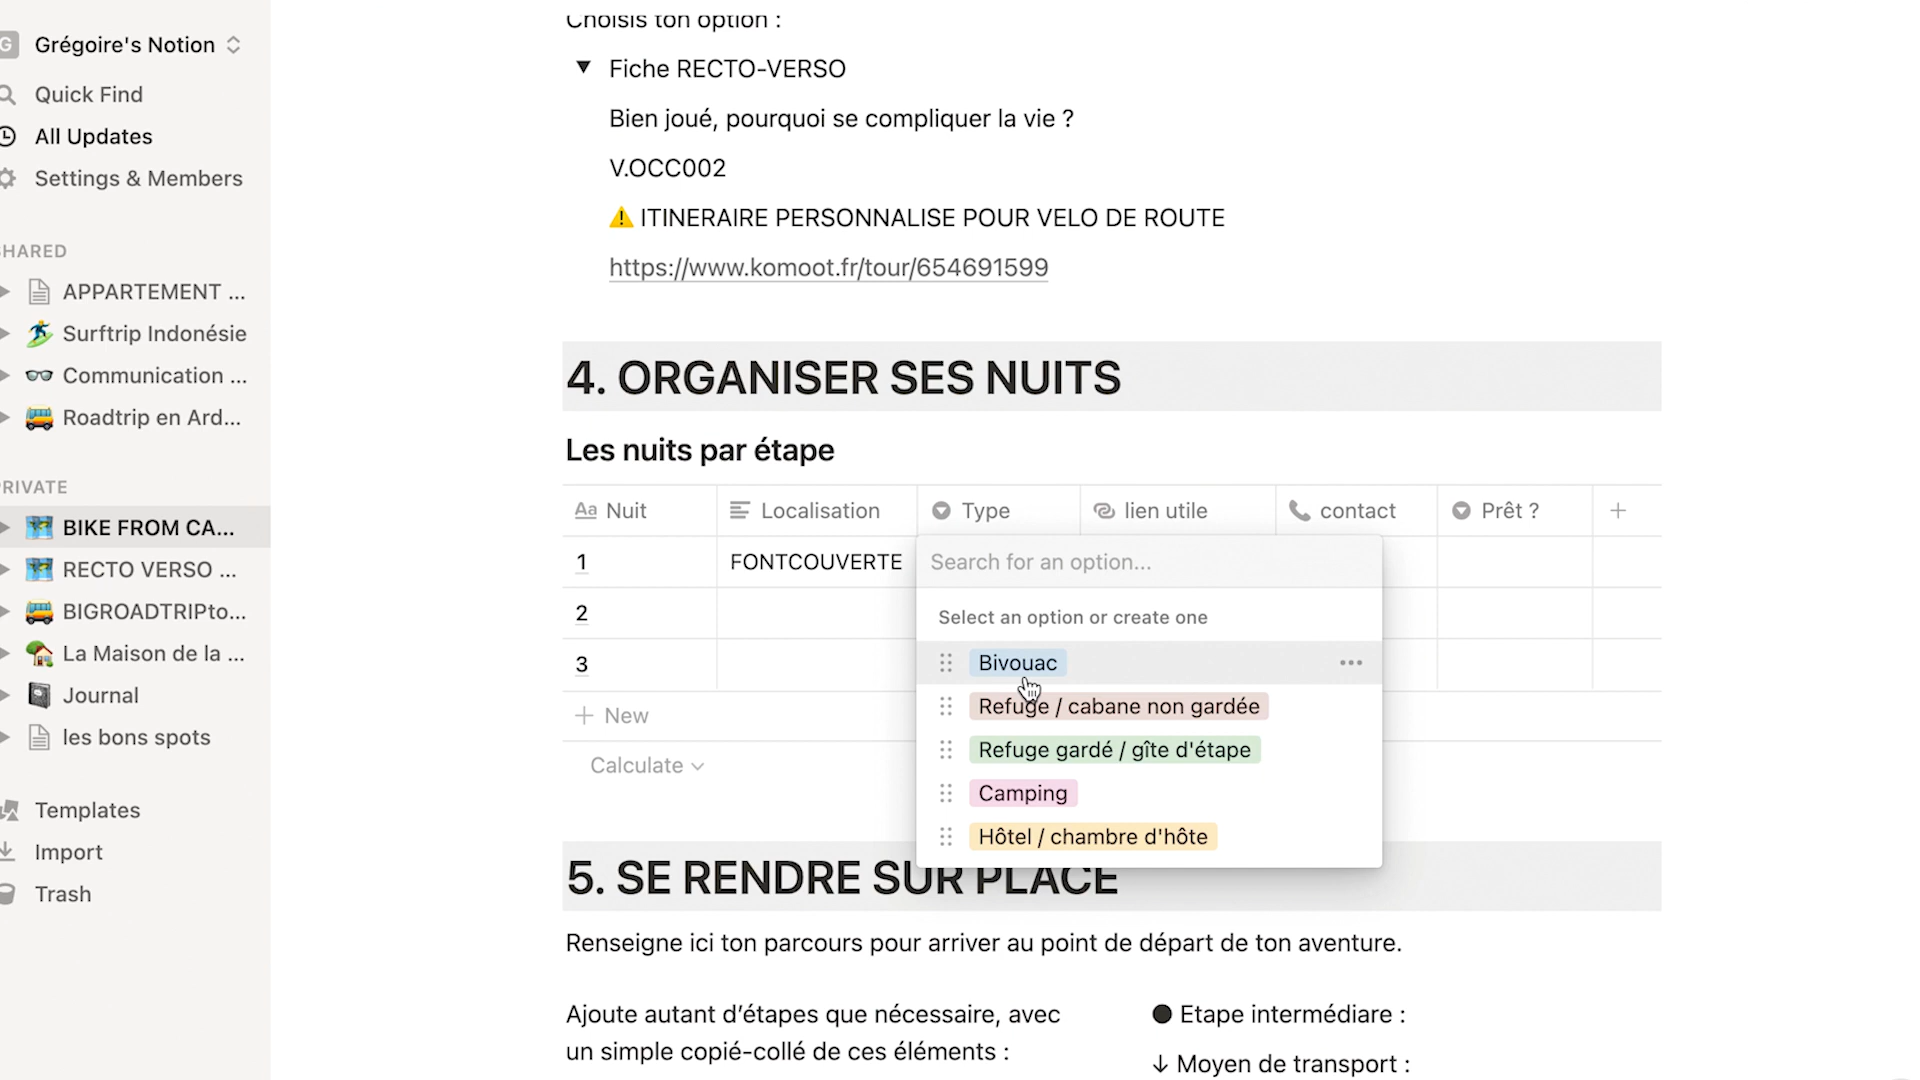 G
Grégoire's Notion
Quick Find
All Updates
Settings & Members
SHARED
APPARTEMENT ...
Surftrip Indonésie
Communication ...
Roadtrip en Ard...
PRIVATE
BIKE FROM CA...
RECTO VERSO ...
BIGROADTRIPto...
La Maison de la ...
Journal
les bons spots
Templates
Import
Trash
Choisis ton option :
Fiche RECTO-VERSO
Bien joué, pourquoi se compliquer la vie ?
V.OCC002
⚠️ ITINERAIRE PERSONNALISE POUR VELO DE ROUTE
https://www.komoot.fr/tour/654691599
4. ORGANISER SES NUITS
Les nuits par étape
Aa Nuit Localisation Type lien utile contact Prêt ? +
1 FONTCOUVERTE
2
3
+ New
Calculate
Search for an option...
Select an option or create one
Bivouac
Refuge / cabane non gardée
Refuge gardé / gîte d'étape
Camping
Hôtel / chambre d'hôte
5. SE RENDRE SUR PLACE
Renseigne ici ton parcours pour arriver au point de départ de ton aventure.
Ajoute autant d’étapes que nécessaire, avec
un simple copié-collé de ces éléments :
● Etape intermédiaire :
↓ Moyen de transport :